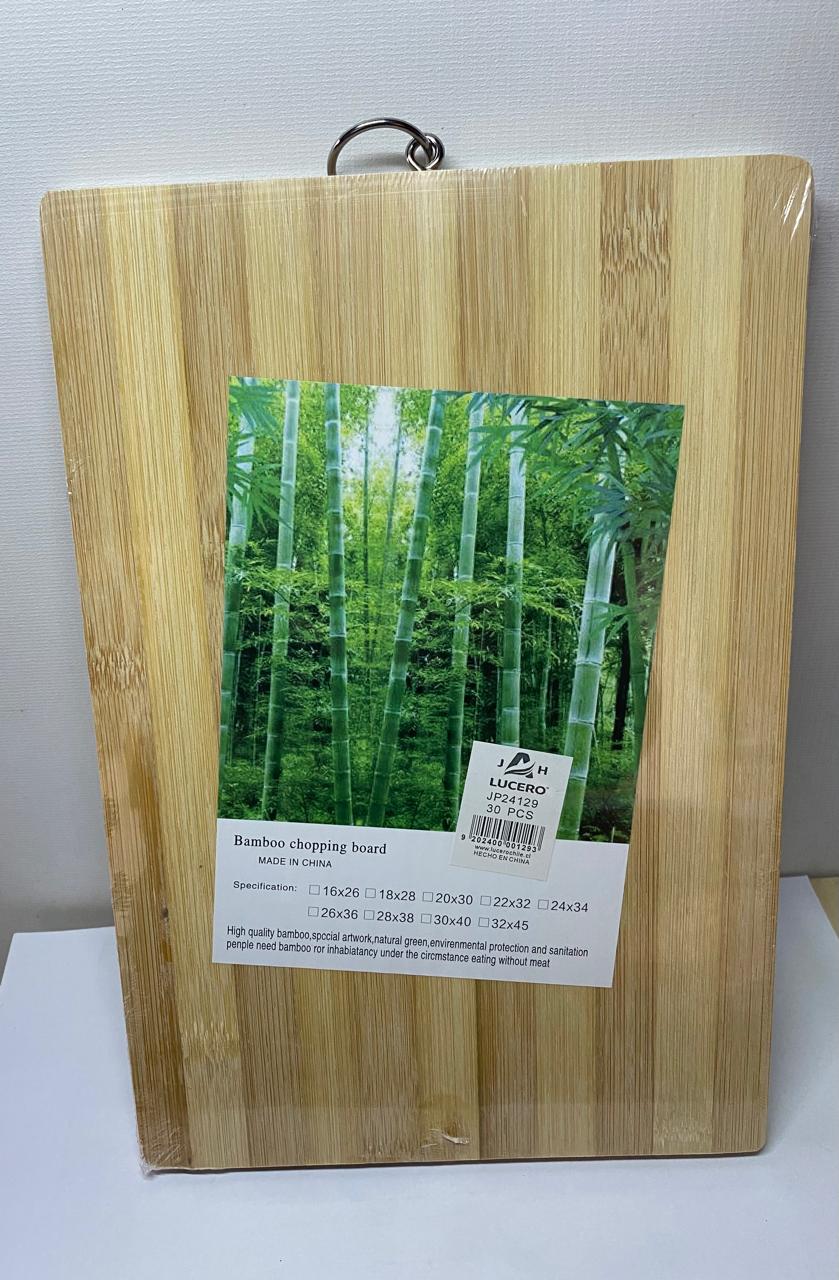 J H
LUCERO
JP24129
30 PCS
9 202400 001293
www.lucerochile.cl
HECHO EN CHINA
Bamboo chopping board
MADE IN CHINA
Specification: □ 16x26 □ 18x28 □ 20x30 □ 22x32 □ 24x34
□ 26x36 □ 28x38 □ 30x40 □ 32x45
High quality bamboo,spccial artwork,natural green,envirenmental protection and sanitation
penple need bamboo ror inhabiatancy under the circmstance eating without meat